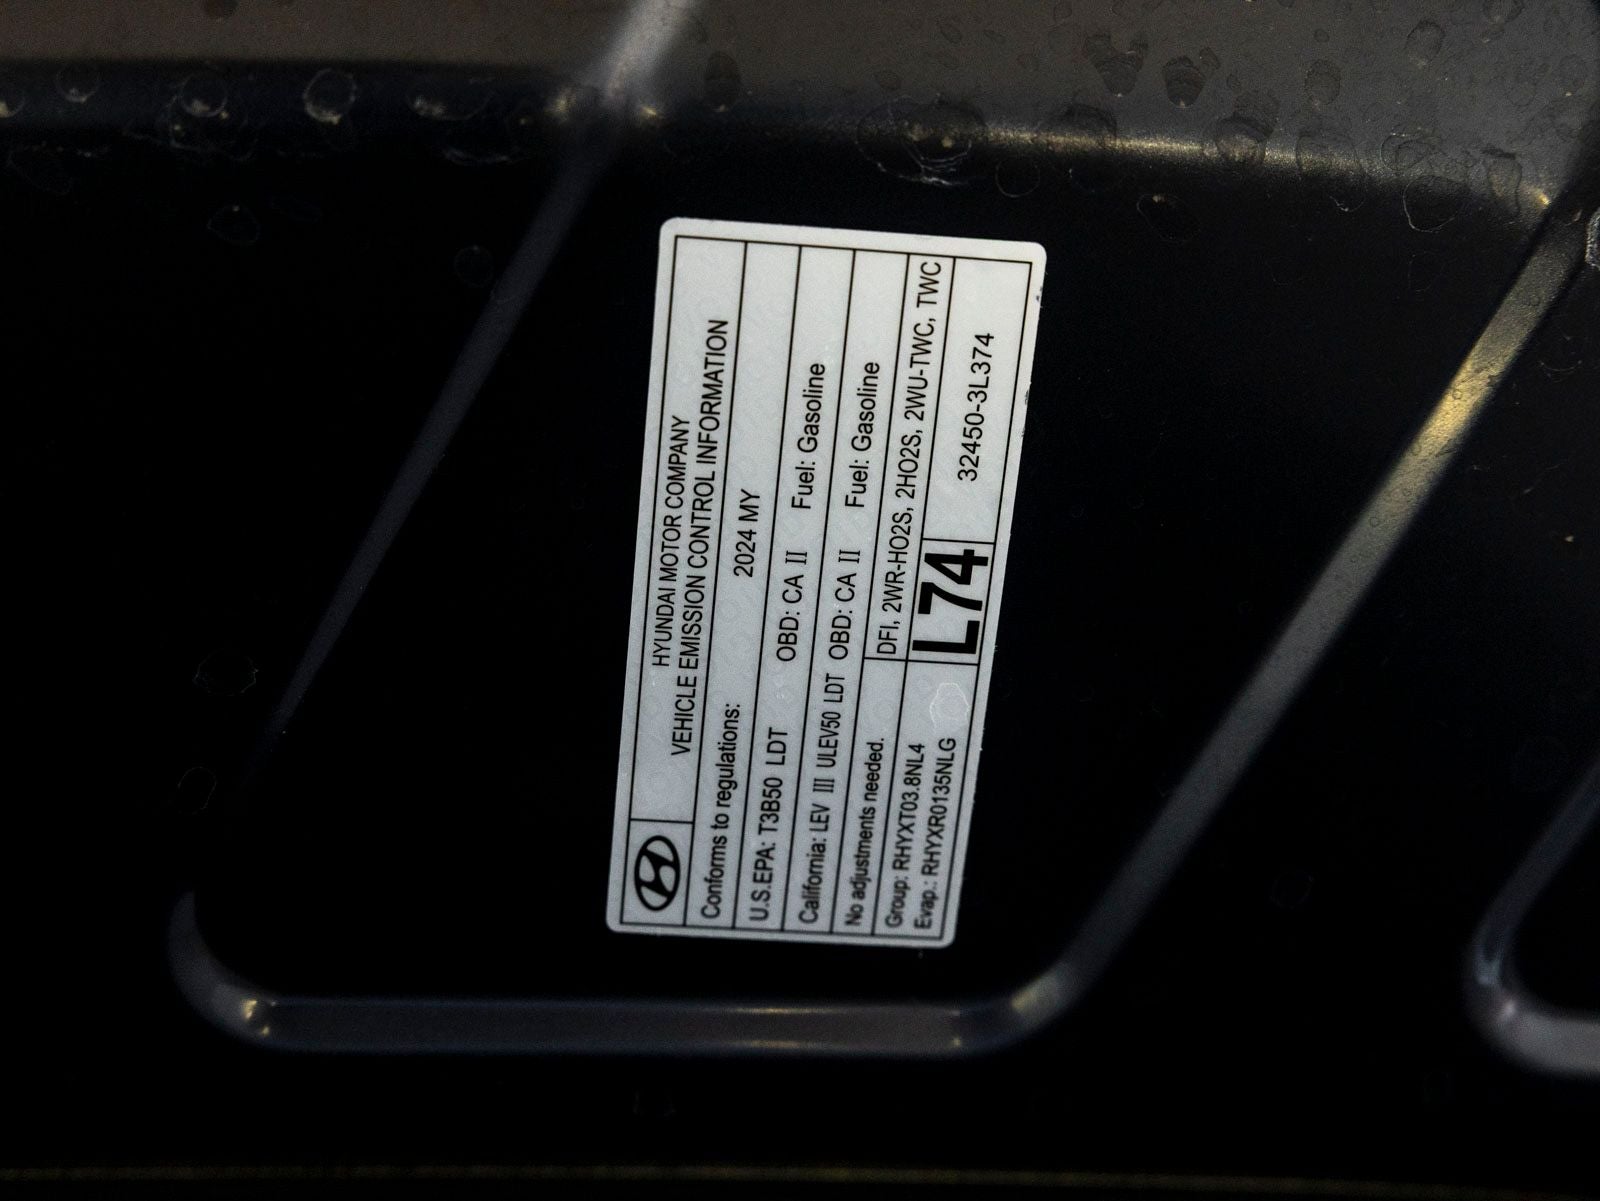 HYUNDAI MOTOR COMPANY
VEHICLE EMISSION CONTROL INFORMATION
Conforms to regulations: 2024 MY
U.S.EPA: T3B50 LDT OBD: CA II Fuel: Gasoline
California: LEV III ULEV50 LDT OBD: CA II Fuel: Gasoline
No adjustments needed. DFI, 2WR-HO2S, 2HO2S, 2WU-TWC, TWC
Group: RHYXT03.8NL4
Evap.: RHYXR0135NLG
L74 32450-3L374